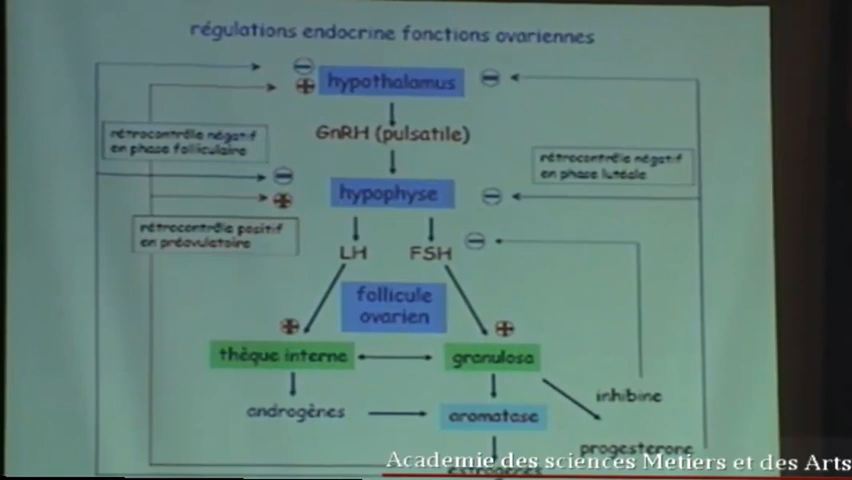 régulations endocrine fonctions ovariennes
hypothalamus
GnRH (pulsatile)
rétrocontrôle négatif
en phase folliculaire
rétrocontrôle négatif
en phase lutéale
hypophyse
rétrocontrôle positif
en préovulatoire
LH
FSH
follicule
ovarien
thèque interne
granulosa
androgènes
aromatase
inhibine
progesterone
Academie des sciences Metiers et des Arts